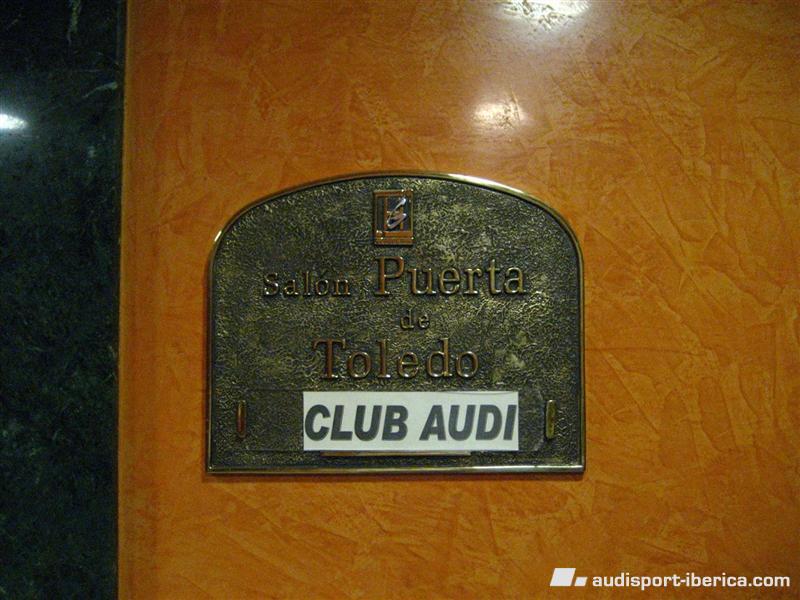 Salón Puerta
de
Toledo
CLUB AUDI
audisport-iberica.com